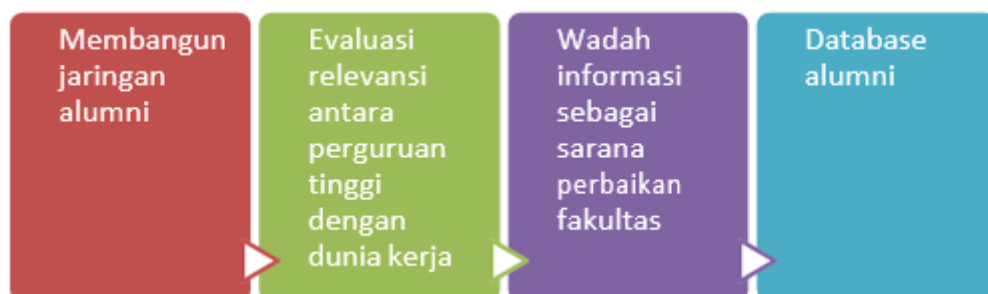 Membangun
jaringan
alumni
Evaluasi
relevansi
antara
perguruan
tinggi
dengan
dunia kerja
Wadah
informasi
sebagai
sarana
perbaikan
fakultas
Database
alumni